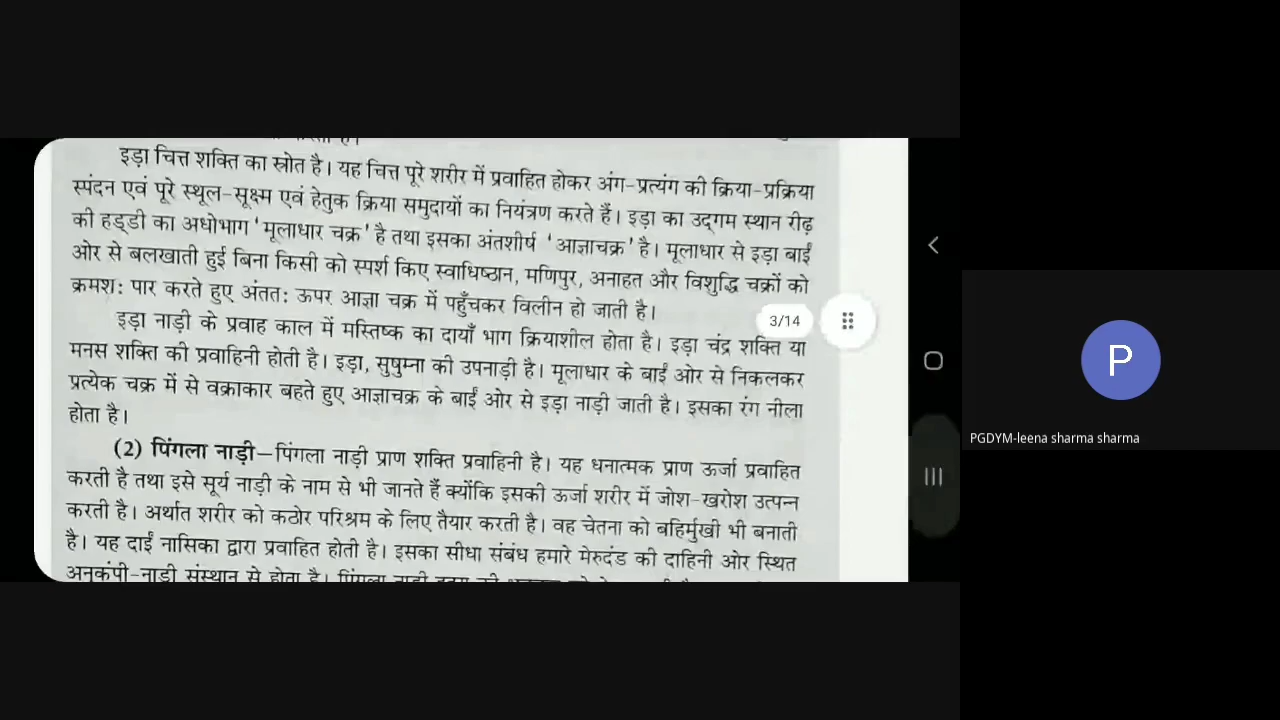 इड़ा चित्त शक्ति का स्रोत है। यह चित्त पूरे शरीर में प्रवाहित होकर अंग-प्रत्यंग की क्रिया-प्रक्रिया
स्पंदन एवं पूरे स्थूल-सूक्ष्म एवं हेतुक क्रिया समुदायों का नियंत्रण करते हैं। इड़ा का उद्गम स्थान रीढ़
की हड्डी का अधोभाग 'मूलाधार चक्र' है तथा इसका अंतशीर्ष 'आज्ञाचक्र' है। मूलाधार से इड़ा बाईं
ओर से बलखाती हुई बिना किसी को स्पर्श किए स्वाधिष्ठान, मणिपुर, अनाहत और विशुद्धि चक्रों को
क्रमशः पार करते हुए अंततः ऊपर आज्ञा चक्र में पहुँचकर विलीन हो जाती है।
3/14
इड़ा नाड़ी के प्रवाह काल में मस्तिष्क का दायाँ भाग क्रियाशील होता है। इड़ा चंद्र शक्ति या
मनस शक्ति की प्रवाहिनी होती है। इड़ा, सुषुम्ना की उपनाड़ी है। मूलाधार के बाईं ओर से निकलकर
प्रत्येक चक्र में से वक्राकार बहते हुए आज्ञाचक्र के बाईं ओर से इड़ा नाड़ी जाती है। इसका रंग नीला
होता है।
(2) पिंगला नाड़ी—पिंगला नाड़ी प्राण शक्ति प्रवाहिनी है। यह धनात्मक प्राण ऊर्जा प्रवाहित
करती है तथा इसे सूर्य नाड़ी के नाम से भी जानते हैं क्योंकि इसकी ऊर्जा शरीर में जोश-खरोश उत्पन्न
करती है। अर्थात शरीर को कठोर परिश्रम के लिए तैयार करती है। वह चेतना को बहिर्मुखी भी बनाती
है। यह दाईं नासिका द्वारा प्रवाहित होती है। इसका सीधा संबंध हमारे मेरुदंड की दाहिनी ओर स्थित
अनुकंपी-नाड़ी संस्थान से होता है। पिंगला नाड़ी
P
PGDYM-leena sharma sharma